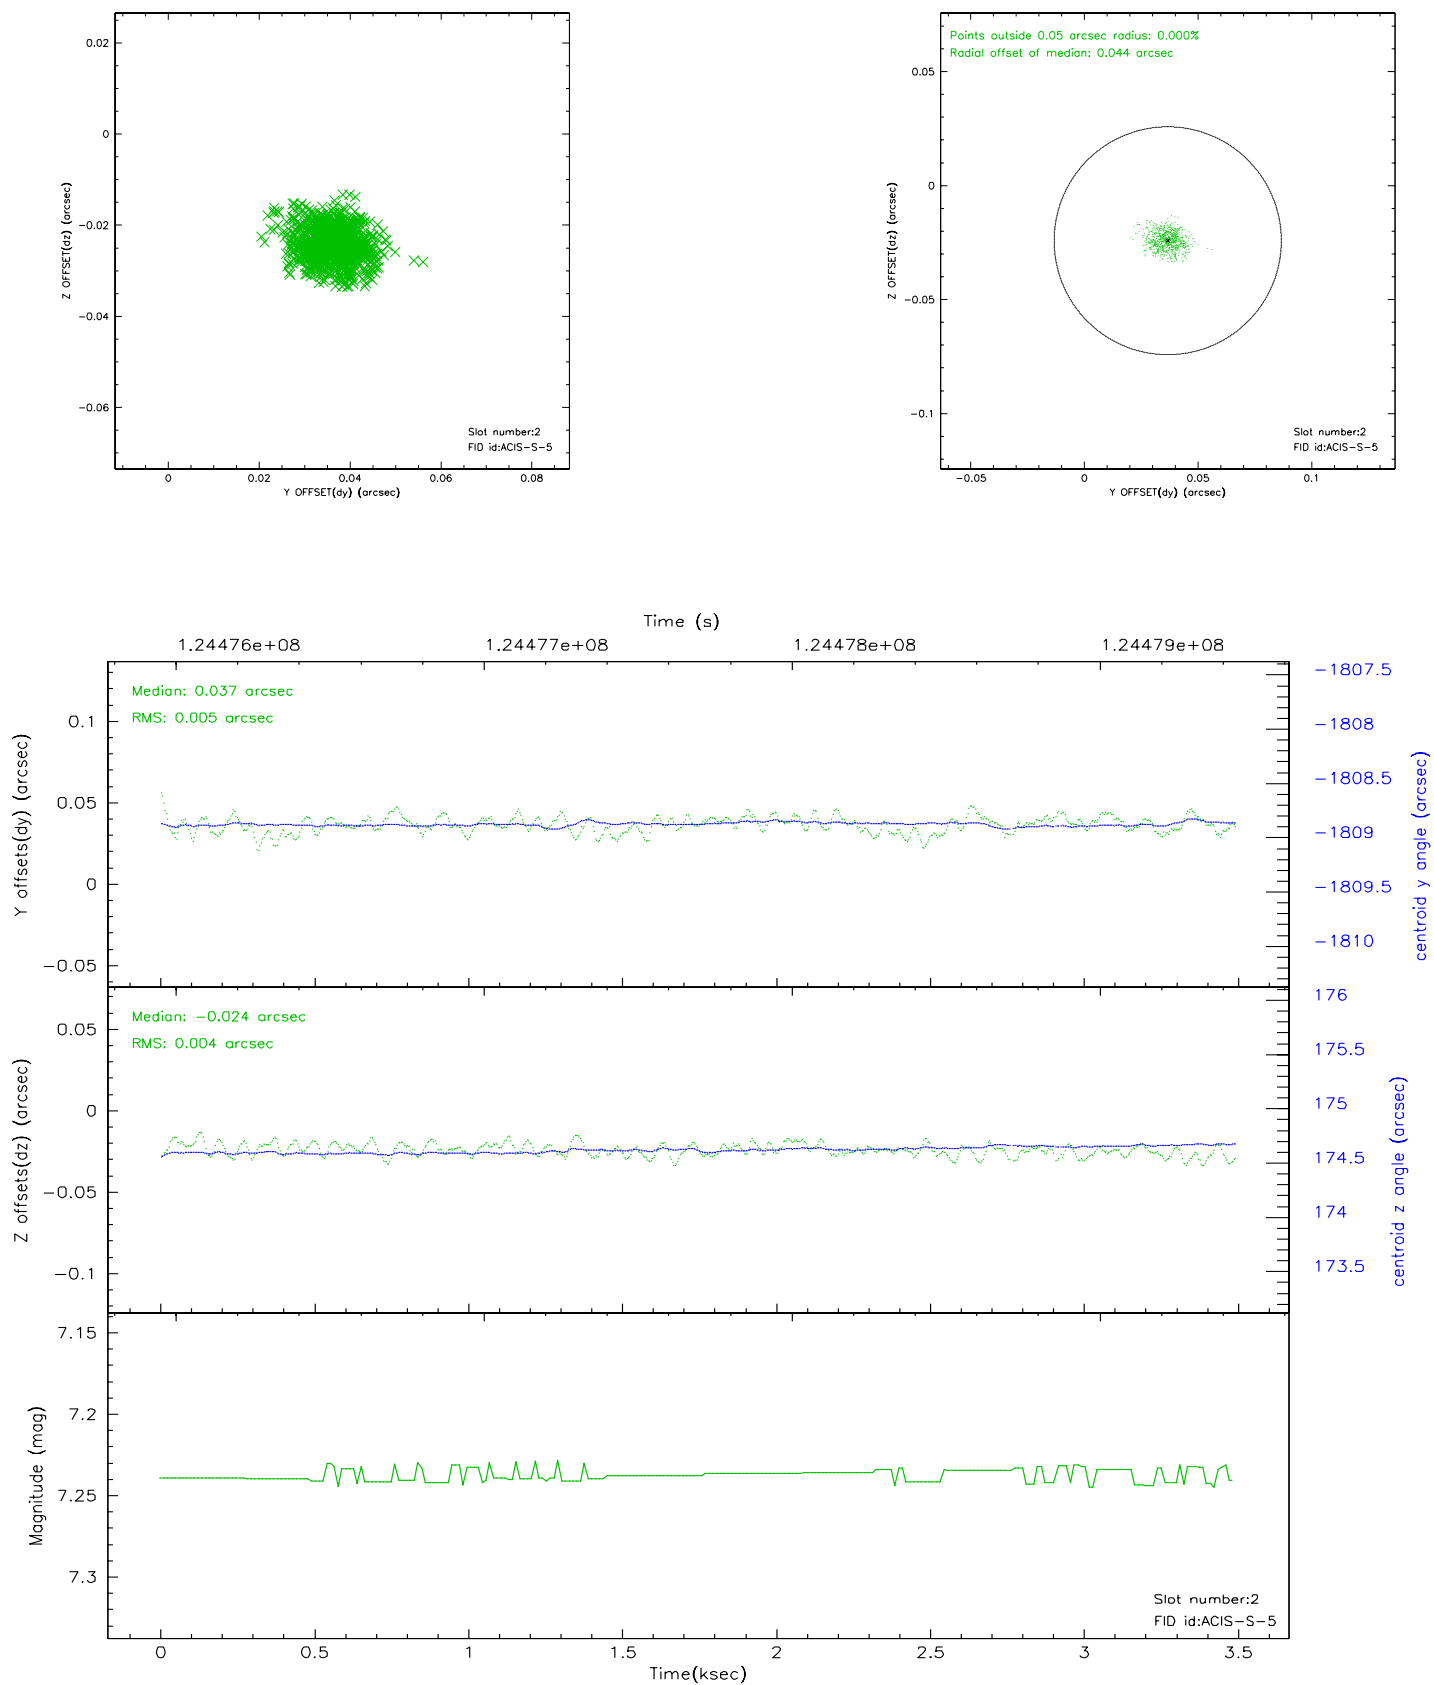 0.02
0
-0.02
-0.04
-0.06
Z OFFSET(dz) (arcsec)
Slot number:2
FID id:ACIS-S-5
0 0.02 0.04 0.06 0.08
Y OFFSET(dy) (arcsec)
Points outside 0.05 arcsec radius: 0.000%
Radial offset of median: 0.044 arcsec
0.05
0
-0.05
-0.1
Z OFFSET(dz) (arcsec)
Slot number:2
FID id:ACIS-S-5
-0.05 0 0.05 0.1
Y OFFSET(dy) (arcsec)
Time (s)
1.24476e+08 1.24477e+08 1.24478e+08 1.24479e+08
Median: 0.037 arcsec
RMS: 0.005 arcsec
0.1
0.05
0
-0.05
Y offsets(dy) (arcsec)
-1807.5
-1808
-1808.5
-1809
-1809.5
-1810
centroid y angle (arcsec)
Median: -0.024 arcsec
RMS: 0.004 arcsec
0.05
0
-0.05
-0.1
Z offsets(dz) (arcsec)
176
175.5
175
174.5
174
173.5
centroid z angle (arcsec)
7.15
7.2
7.25
7.3
Magnitude (mag)
Slot number:2
FID id:ACIS-S-5
0 0.5 1 1.5 2 2.5 3 3.5
Time(ksec)